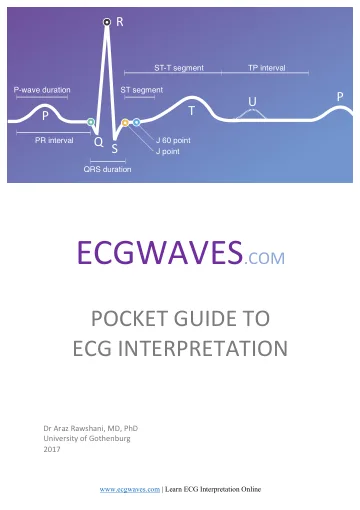 R
ST-T segment TP interval
P-wave duration ST segment
P T U P
PR interval Q S J 60 point
J point
QRS duration
ECGWAVES.COM
POCKET GUIDE TO
ECG INTERPRETATION
Dr Araz Rawshani, MD, PhD
University of Gothenburg
2017
www.ecgwaves.com | Learn ECG Interpretation Online